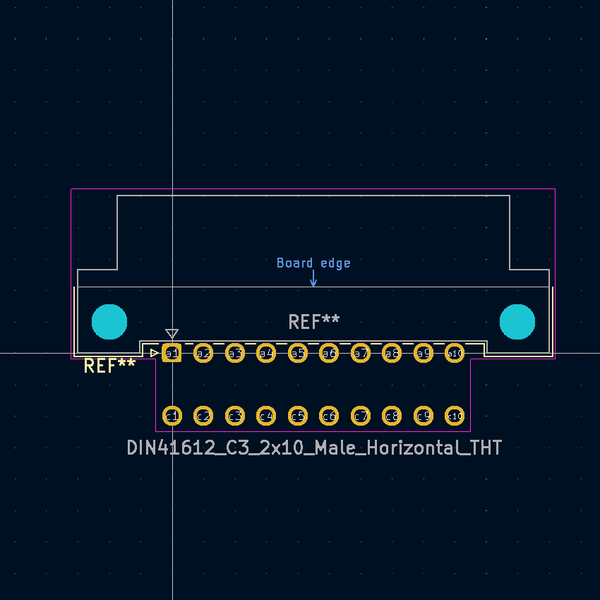 Board edge
REF**
a1 a2 a3 a4 a5 a6 a7 a8 a9 a10
REF**
c1 c2 c3 c4 c5 c6 c7 c8 c9 c10
DIN41612_C3_2x10_Male_Horizontal_THT